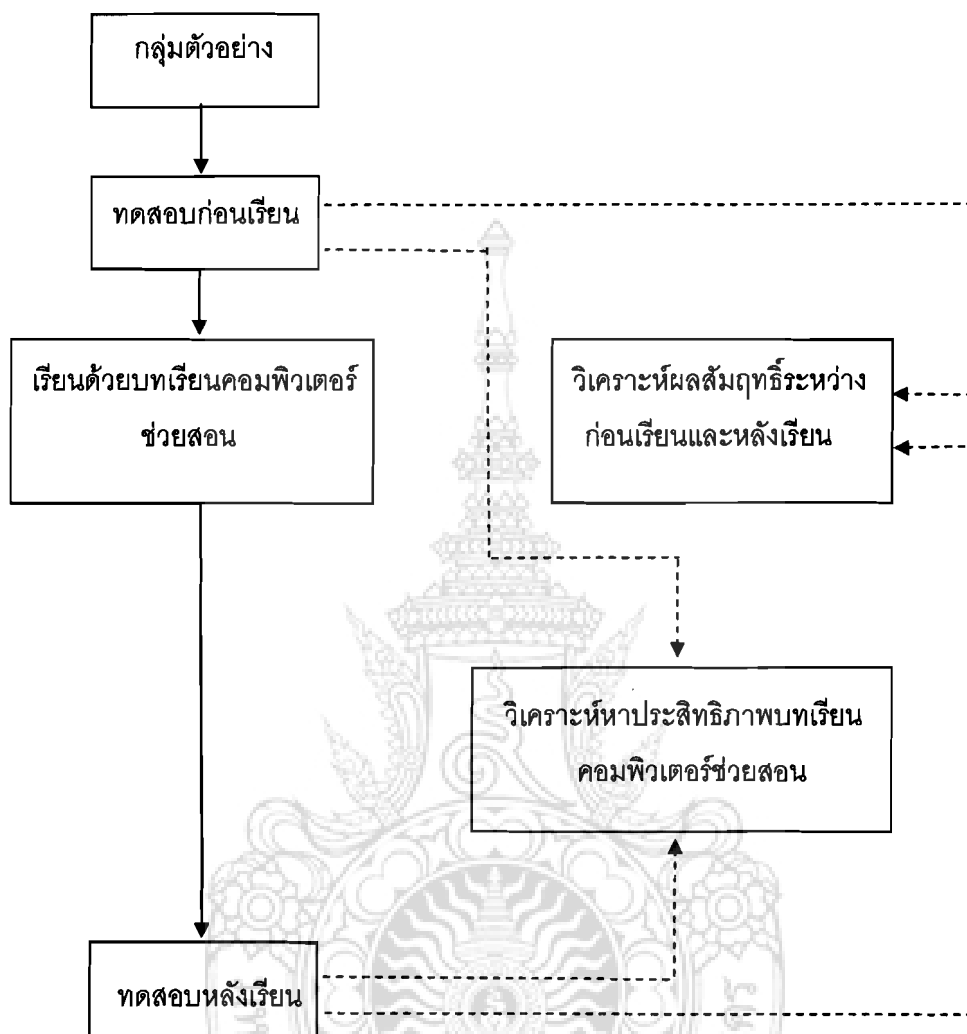 กลุ่มตัวอย่าง
ทดสอบก่อนเรียน
เรียนด้วยบทเรียนคอมพิวเตอร์
ช่วยสอน
วิเคราะห์ผลสัมฤทธิ์ระหว่าง
ก่อนเรียนและหลังเรียน
วิเคราะห์หาประสิทธิภาพบทเรียน
คอมพิวเตอร์ช่วยสอน
ทดสอบหลังเรียน